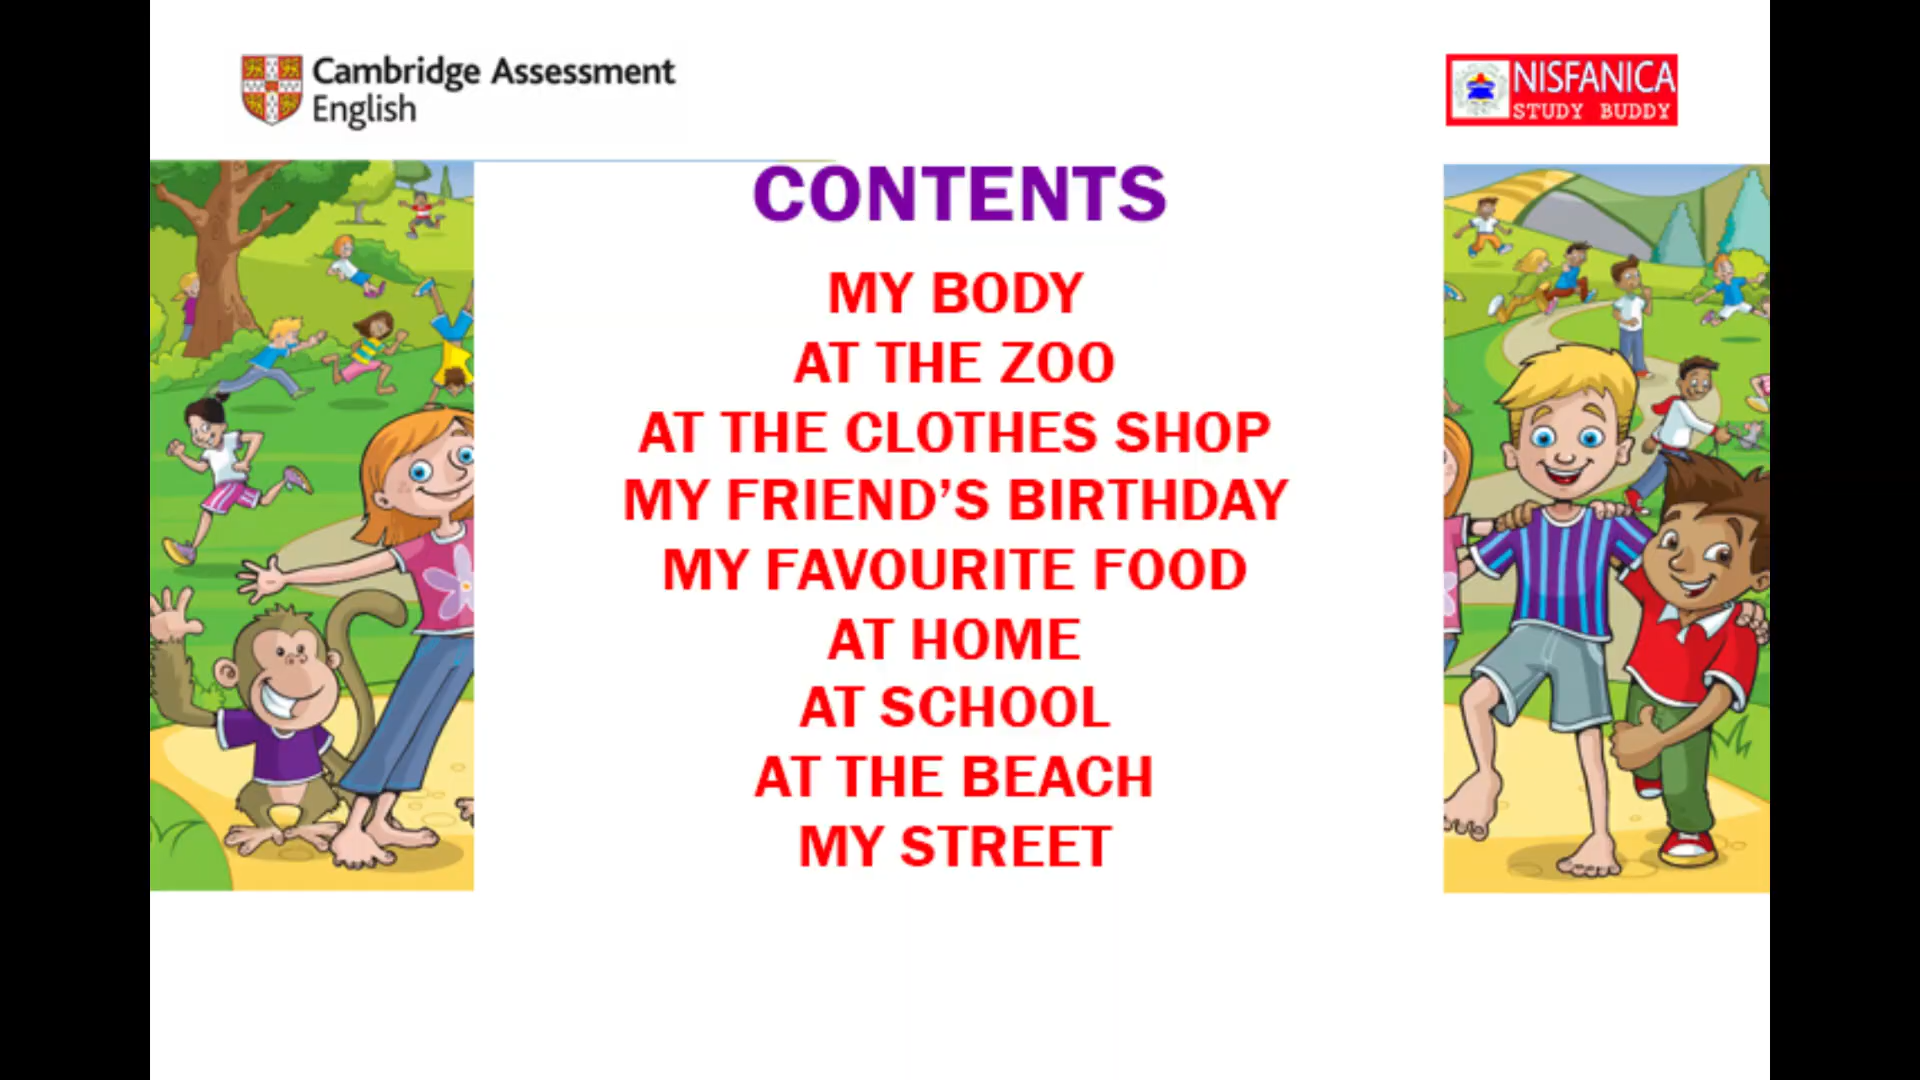 Cambridge Assessment
English
NISFANICA
STUDY BUDDY
CONTENTS
MY BODY
AT THE ZOO
AT THE CLOTHES SHOP
MY FRIEND’S BIRTHDAY
MY FAVOURITE FOOD
AT HOME
AT SCHOOL
AT THE BEACH
MY STREET